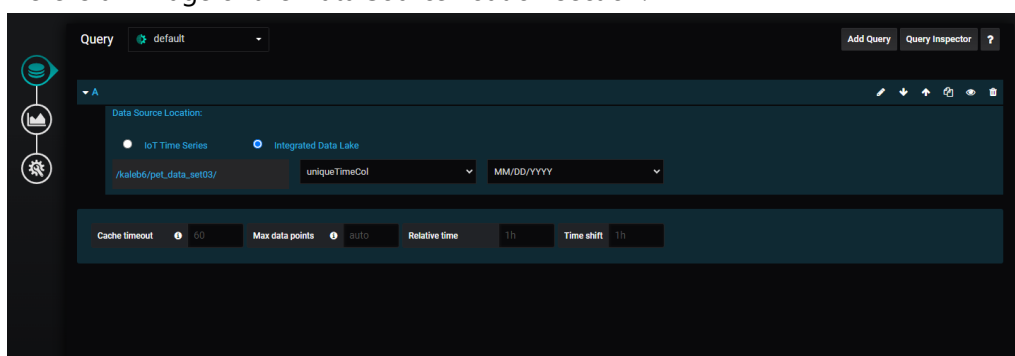 Query default Add Query Query Inspector ?
A
Data Source Location:
IoT Time Series Integrated Data Lake
/kaleb6/pet_data_set03/ uniqueTimeCol MM/DD/YYYY
Cache timeout 60 Max data points auto Relative time 1h Time shift 1h